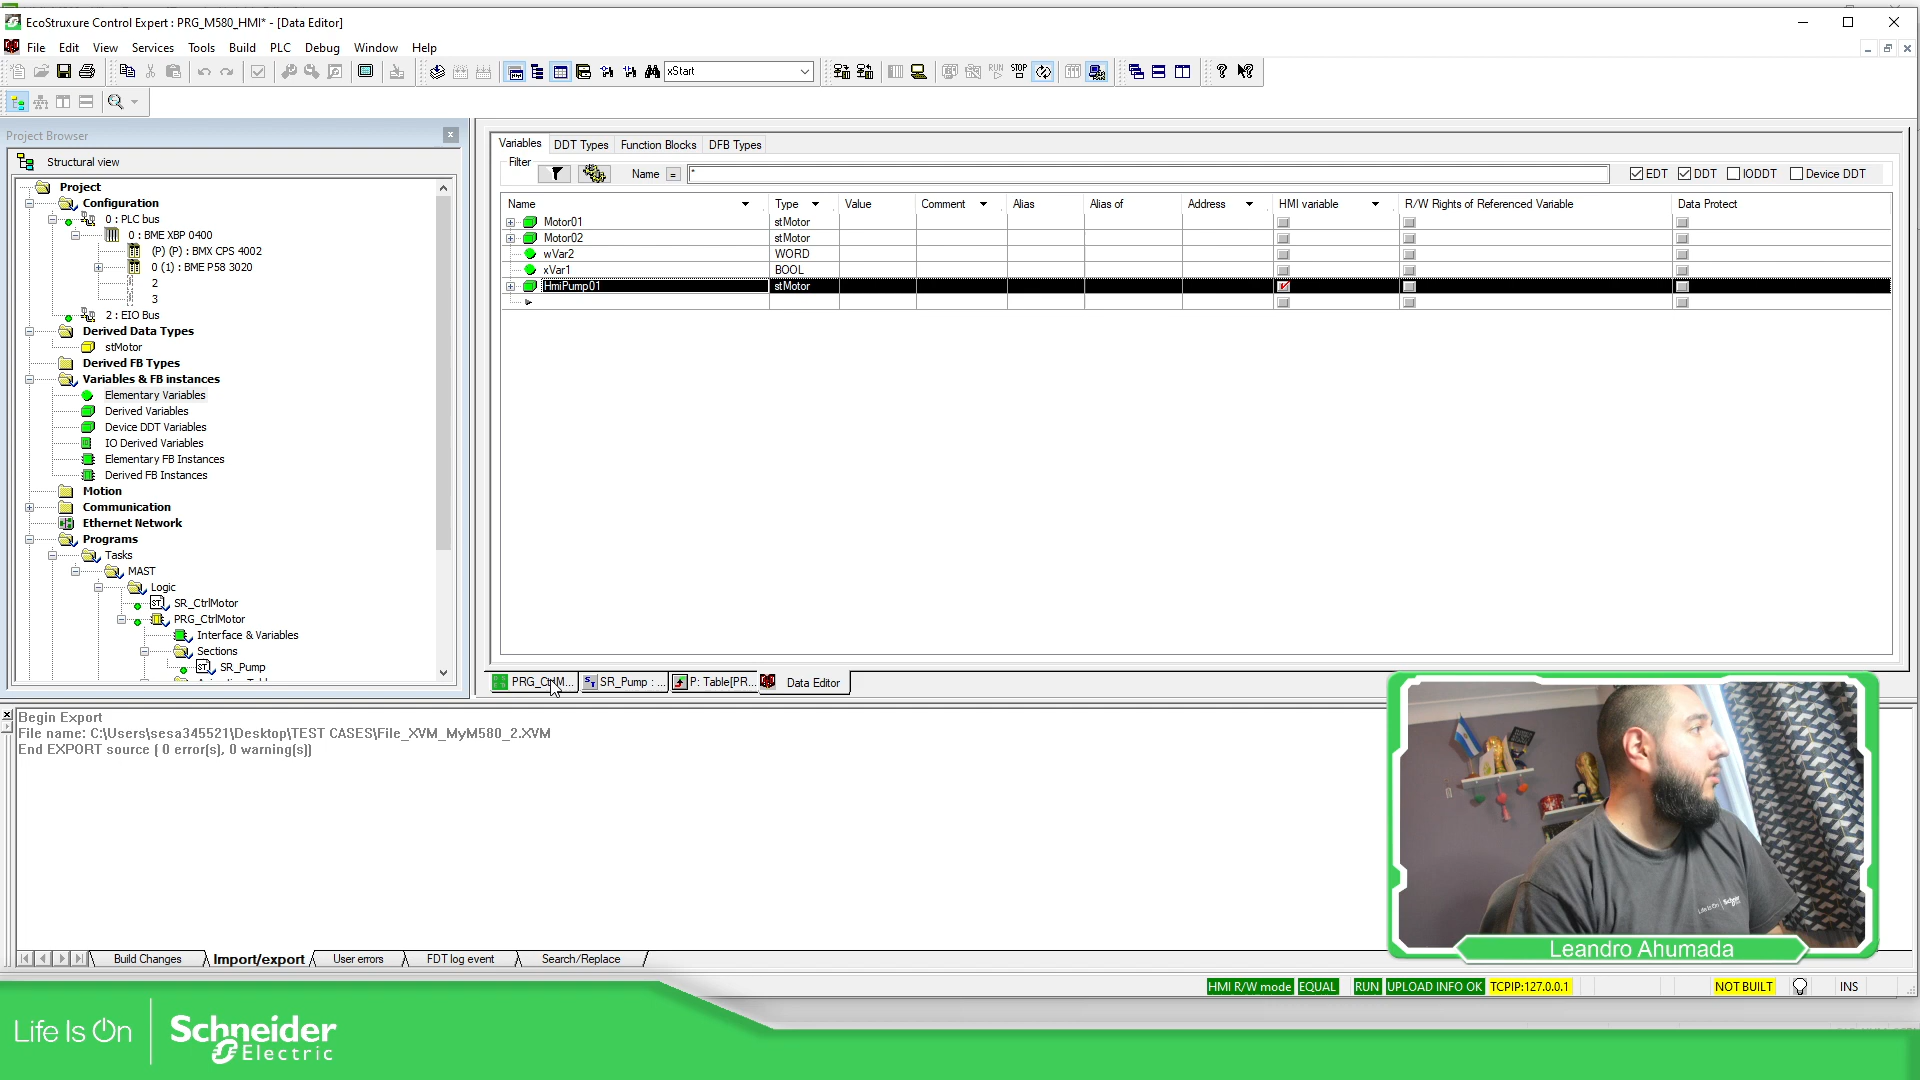 EcoStruxure Control Expert : PRG_M580_HMI* - [Data Editor]
File Edit View Services Tools Build PLC Debug Window Help
xStart
RUN STOP
Project Browser
Structural view
Project
Configuration
0 : PLC bus
0 : BME XBP 0400
(P) (P) : BMX CPS 4002
0 (1) : BME P58 3020
2
3
2 : EIO Bus
Derived Data Types
stMotor
Derived FB Types
Variables & FB instances
Elementary Variables
Derived Variables
Device DDT Variables
IO Derived Variables
Elementary FB Instances
Derived FB Instances
Motion
Communication
Ethernet Network
Programs
Tasks
MAST
Logic
SR_CtrlMotor
PRG_CtrlMotor
Interface & Variables
Sections
SR_Pump
Variables DDT Types Function Blocks DFB Types
Filter Name = * EDT DDT IODDT Device DDT
Name Type Value Comment Alias Alias of Address HMI variable R/W Rights of Referenced Variable Data Protect
Motor01 stMotor
Motor02 stMotor
wVar2 WORD
xVar1 BOOL
HmiPump01 stMotor
SR_Pump : ... P: Table[PR... Data Editor
Begin Export
File name: C:\Users\sesa345521\Desktop\TEST CASES\File_XVM_MyM580_2.XVM
End EXPORT source ( 0 error(s), 0 warning(s))
Build Changes Import/export User errors FDT log event Search/Replace
Life Is On Schneider
Leandro Ahumada
HMI R/W mode EQUAL RUN UPLOAD INFO OK TCPIP:127.0.0.1 NOT BUILT INS
Life Is On Schneider Electric